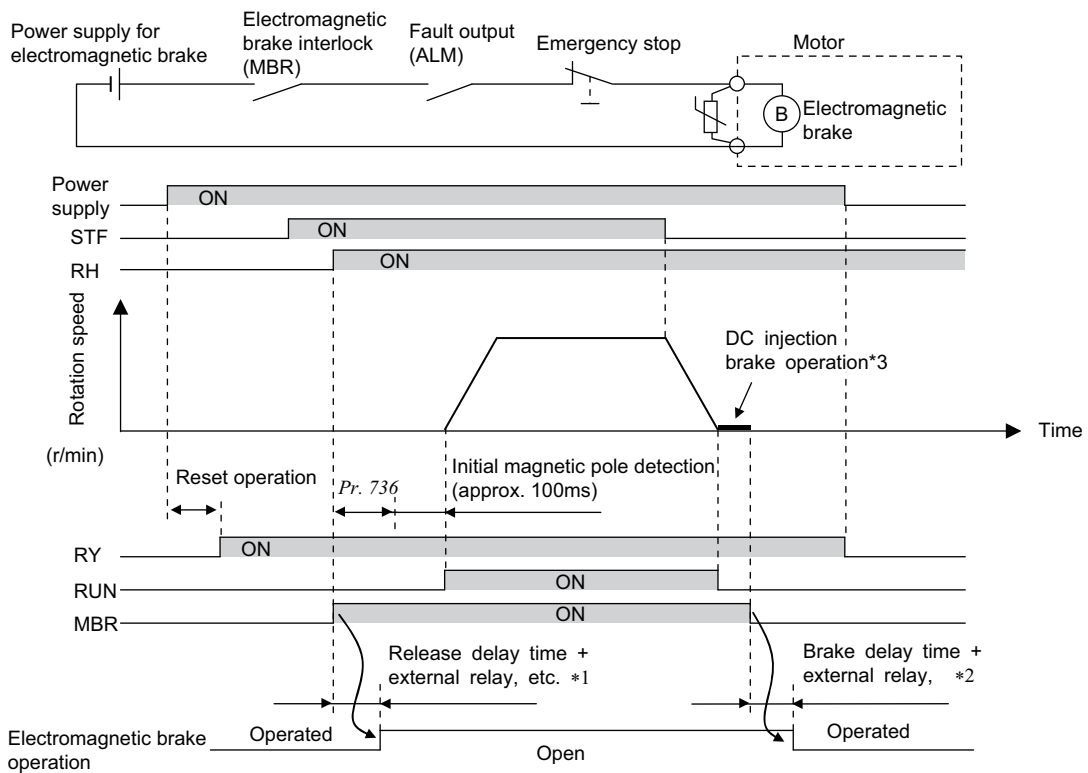 Power supply for
electromagnetic brake
Electromagnetic
brake interlock
(MBR)
Fault output
(ALM)
Emergency stop
Motor
B
Electromagnetic
brake
Power
supply
ON
STF
ON
RH
ON
Rotation speed
(r/min)
DC injection
brake operation*3
Time
Reset operation
Pr. 736
Initial magnetic pole detection
(approx. 100ms)
RY
ON
RUN
ON
MBR
ON
Release delay time +
external relay, etc. *1
Brake delay time +
external relay, *2
Electromagnetic brake
operation
Operated
Open
Operated